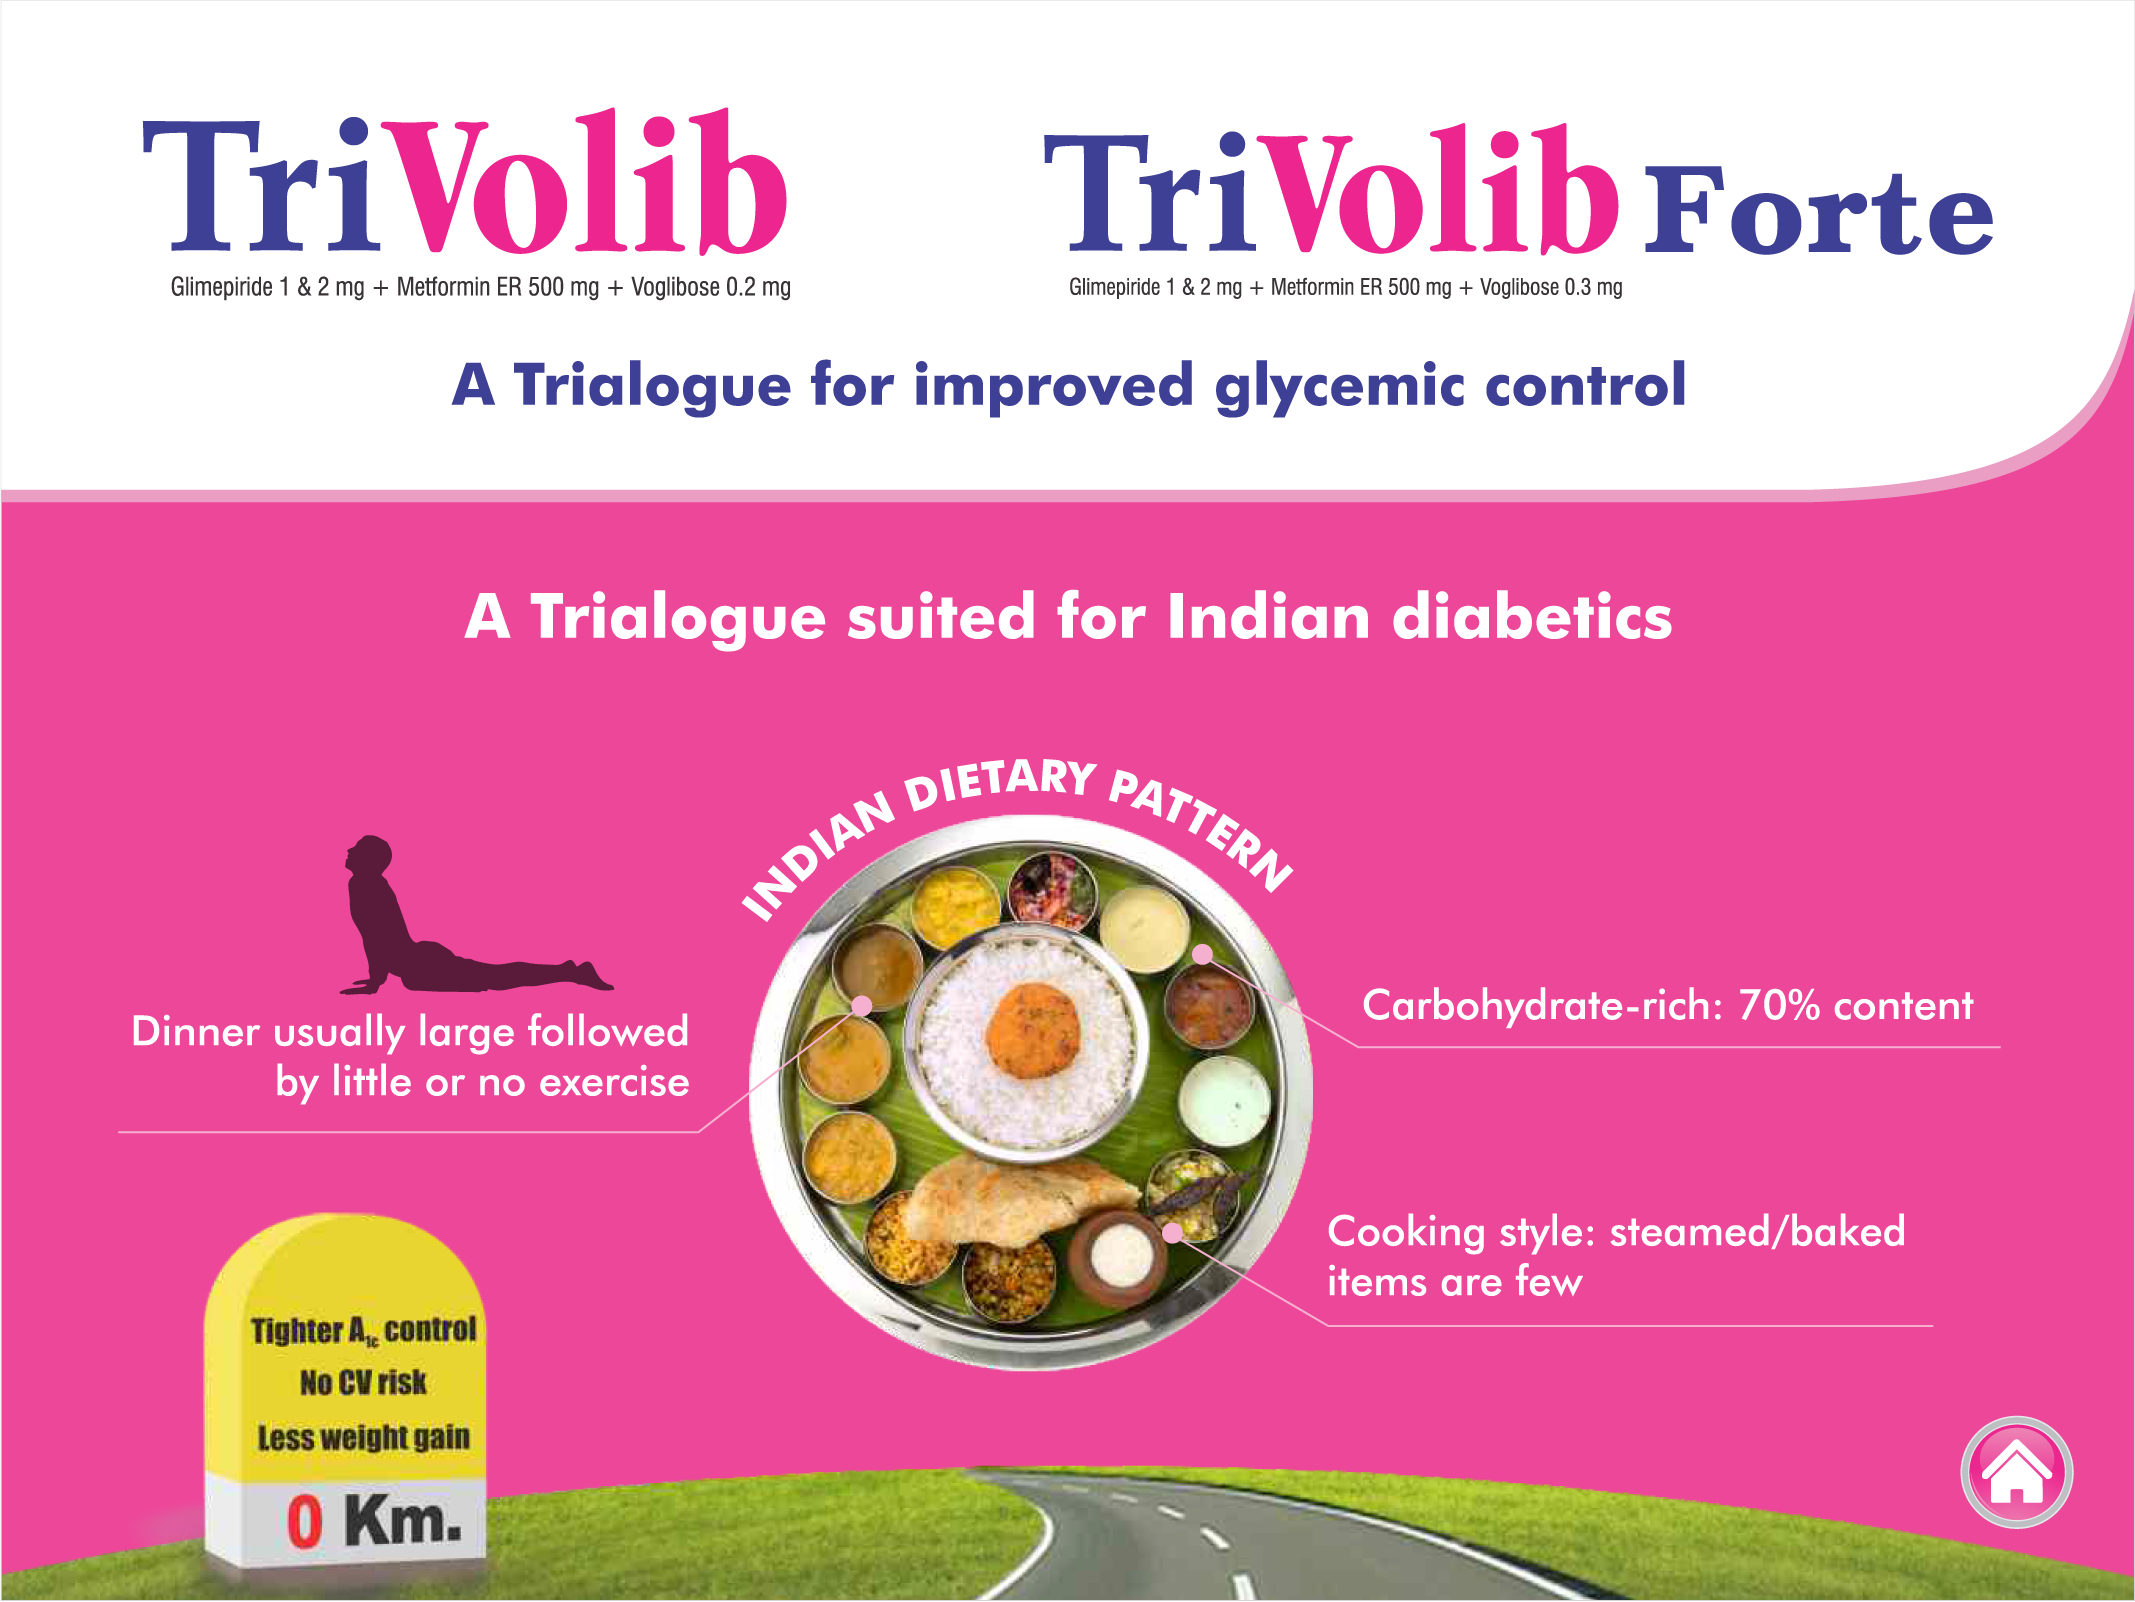 TriVolib
Glimepiride 1 & 2 mg + Metformin ER 500 mg + Voglibose 0.2 mg
TriVolib Forte
Glimepiride 1 & 2 mg + Metformin ER 500 mg + Voglibose 0.3 mg
A Trialogue for improved glycemic control
A Trialogue suited for Indian diabetics
INDIAN DIETARY PATTERN
Dinner usually large followed
by little or no exercise
Carbohydrate-rich: 70% content
Cooking style: steamed/baked
items are few
Tighter A1c control
No CV risk
Less weight gain
0 Km.